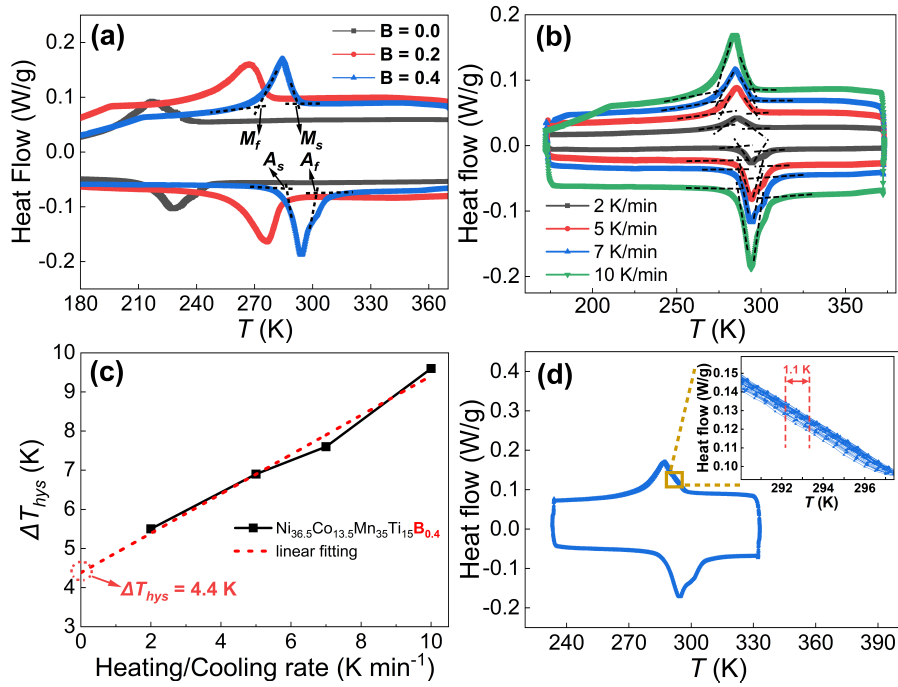 (a)
B = 0.0
B = 0.2
B = 0.4
M_f
M_s
A_s
A_f
0.2
0.1
0.0
-0.1
-0.2
Heat Flow (W/g)
180
210
240
270
300
330
360
T (K)
(b)
2 K/min
5 K/min
7 K/min
10 K/min
0.2
0.1
0.0
-0.1
-0.2
Heat flow (W/g)
200
250
300
350
T (K)
(c)
10
9
8
7
6
5
4
3
ΔT_hys (K)
Ni36.5Co13.5Mn35Ti15B0.4
linear fitting
ΔT_hys = 4.4 K
0
2
4
6
8
10
Heating/Cooling rate (K min⁻¹)
(d)
0.4
0.3
0.2
0.1
0.0
-0.1
-0.2
Heat flow (W/g)
240
270
300
330
360
390
T (K)
0.15
0.14
0.13
0.12
0.11
0.10
Heat flow (W/g)
1.1 K
292
294
296
T (K)